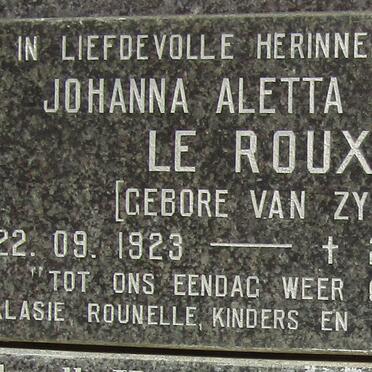 IN LIEFDEVOLLE HERINNE
JOHANNA ALETTA
LE ROUX
[GEBORE VAN ZY
22. 09. 1923 —— +
"TOT ONS EENDAG WEER
ALASIE ROUNELLE, KINDERS EN